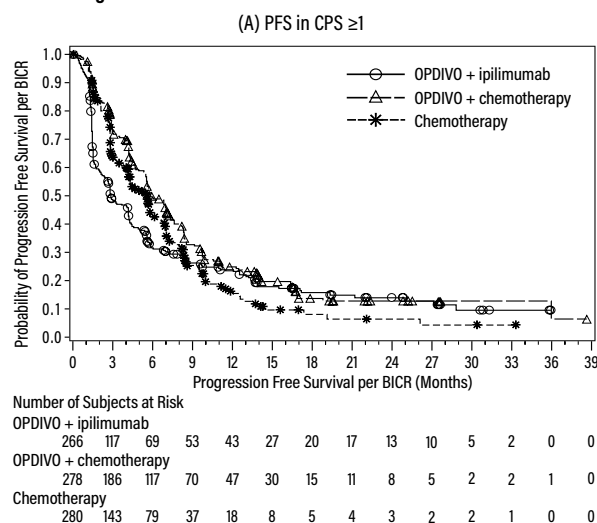 (A) PFS in CPS ≥1
Probability of Progression Free Survival per BICR
1.0
0.9
0.8
0.7
0.6
0.5
0.4
0.3
0.2
0.1
0.0
OPDIVO + ipilimumab
OPDIVO + chemotherapy
Chemotherapy
0 3 6 9 12 15 18 21 24 27 30 33 36 39
Progression Free Survival per BICR (Months)
Number of Subjects at Risk
OPDIVO + ipilimumab
266 117 69 53 43 27 20 17 13 10 5 2 0 0
OPDIVO + chemotherapy
278 186 117 70 47 30 15 11 8 5 2 2 1 0
Chemotherapy
280 143 79 37 18 8 5 4 3 2 2 1 0 0